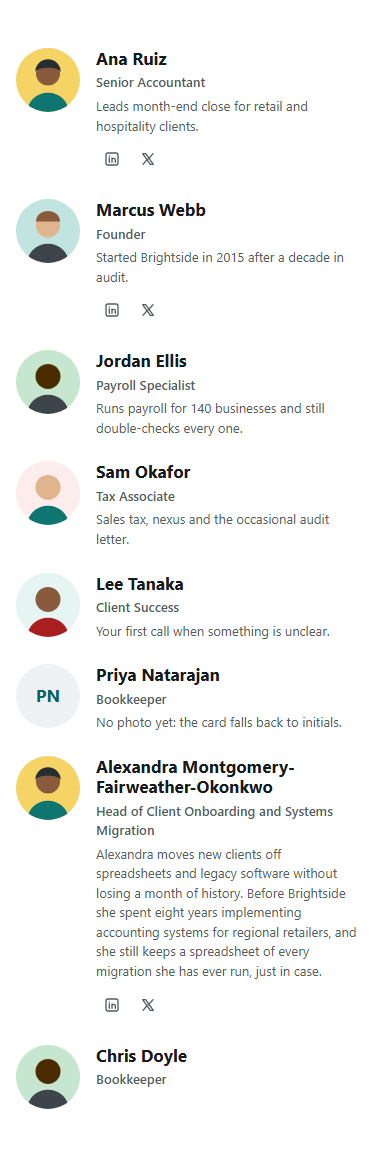 Ana Ruiz
Senior Accountant
Leads month-end close for retail and
hospitality clients.
in X
Marcus Webb
Founder
Started Brightside in 2015 after a decade in
audit.
in X
Jordan Ellis
Payroll Specialist
Runs payroll for 140 businesses and still
double-checks every one.
Sam Okafor
Tax Associate
Sales tax, nexus and the occasional audit
letter.
Lee Tanaka
Client Success
Your first call when something is unclear.
PN
Priya Natarajan
Bookkeeper
No photo yet: the card falls back to initials.
Alexandra Montgomery-
Fairweather-Okonkwo
Head of Client Onboarding and Systems
Migration
Alexandra moves new clients off
spreadsheets and legacy software without
losing a month of history. Before Brightside
she spent eight years implementing
accounting systems for regional retailers, and
she still keeps a spreadsheet of every
migration she has ever run, just in case.
in X
Chris Doyle
Bookkeeper